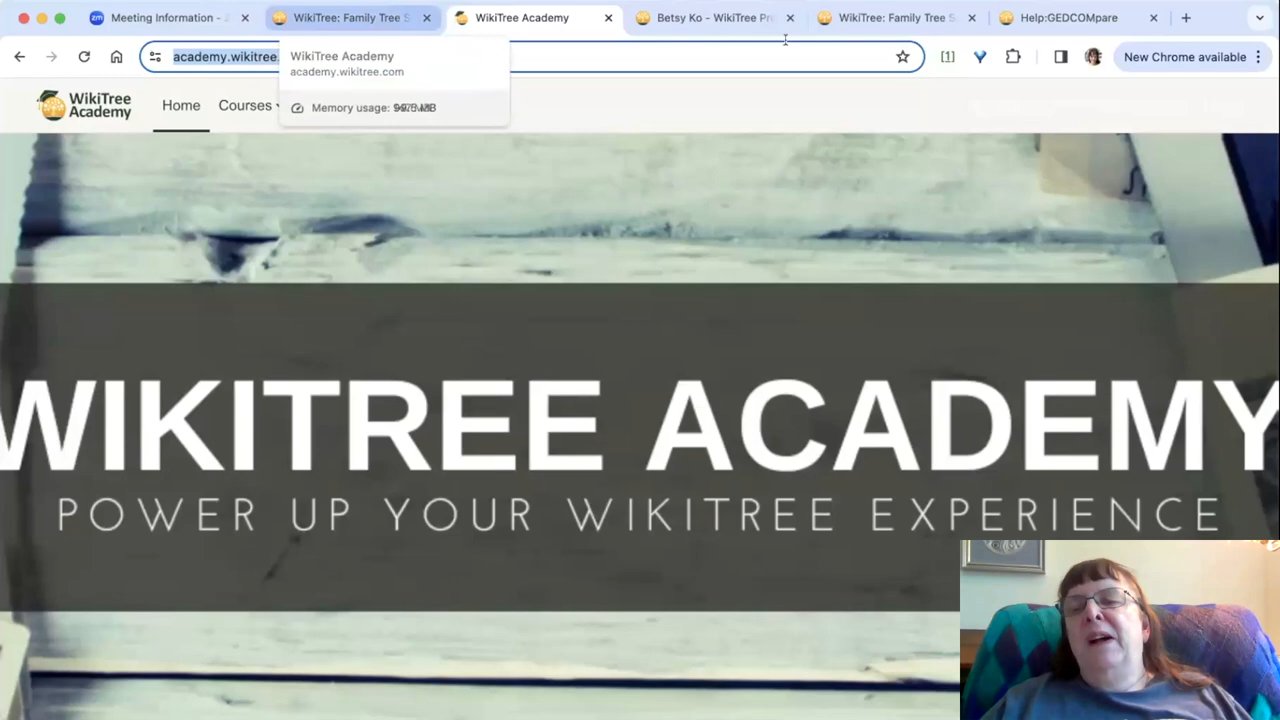 Meeting Information -
WikiTree: Family Tree S
WikiTree Academy
Betsy Ko - WikiTree Pr
WikiTree: Family Tree S
Help:GEDCOMpare
academy.wikitree.
WikiTree Academy
academy.wikitree.com
Memory usage:
New Chrome available
WikiTree
Academy
Home
Courses
WIKITREE ACADEMY
POWER UP YOUR WIKITREE EXPERIENCE